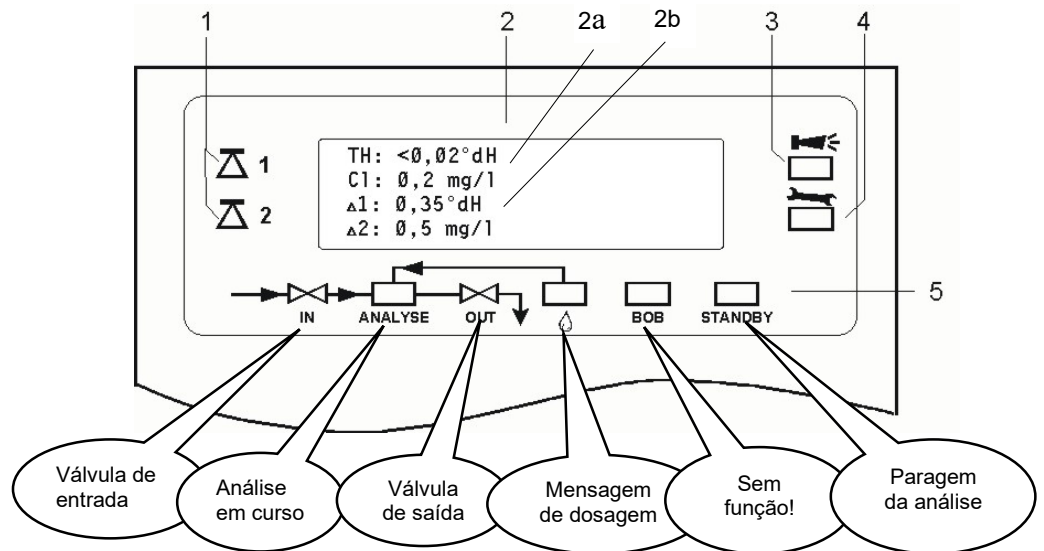 1 2 2a 2b 3 4
TH: <0,02°dH
Cl: 0,2 mg/l
▵1: 0,35°dH
▵2: 0,5 mg/l
1
2
5
IN ANALYSE OUT BOB STANDBY
Válvula de
entrada
Análise
em curso
Válvula
de saída
Mensagem
de dosagem
Sem
função!
Paragem
da análise